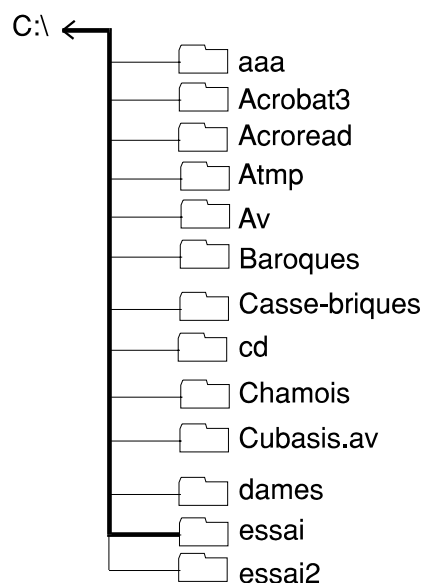 C:\
aaa
Acrobat3
Acroread
Atmp
Av
Baroques
Casse-briques
cd
Chamois
Cubasis.av
dames
essai
essai2